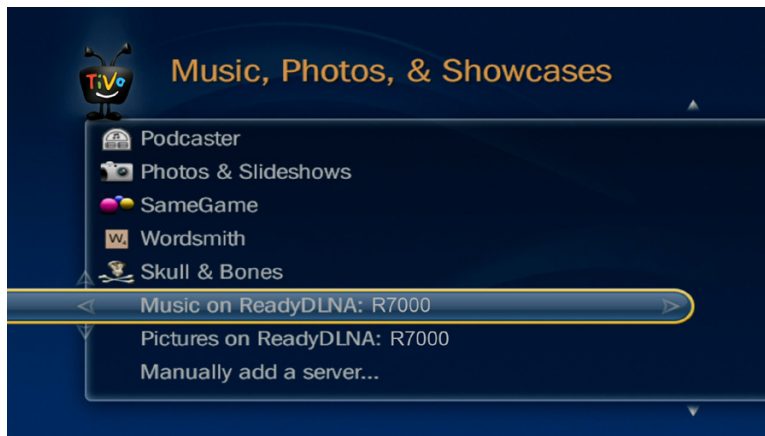 TiVo
Music, Photos, & Showcases
Podcaster
Photos & Slideshows
SameGame
W4
Wordsmith
Skull & Bones
Music on ReadyDLNA: R7000
Pictures on ReadyDLNA: R7000
Manually add a server...